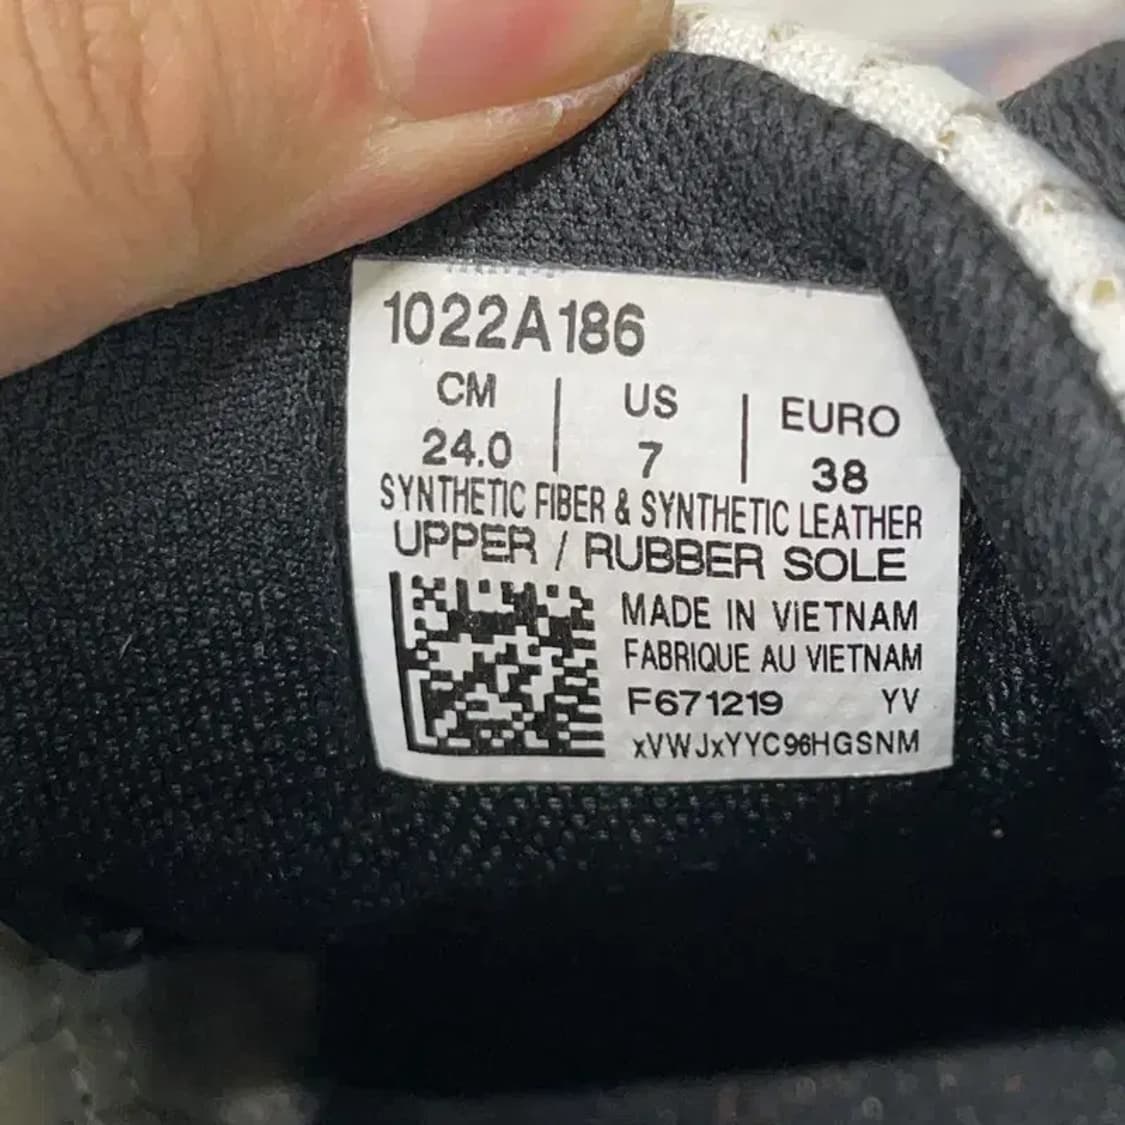 1022A186
CM | US | EURO
24.0 | 7 | 38
SYNTHETIC FIBER & SYNTHETIC LEATHER
UPPER / RUBBER SOLE
MADE IN VIETNAM
FABRIQUE AU VIETNAM
F671219 YV
xVWJxYYC96HGSNM